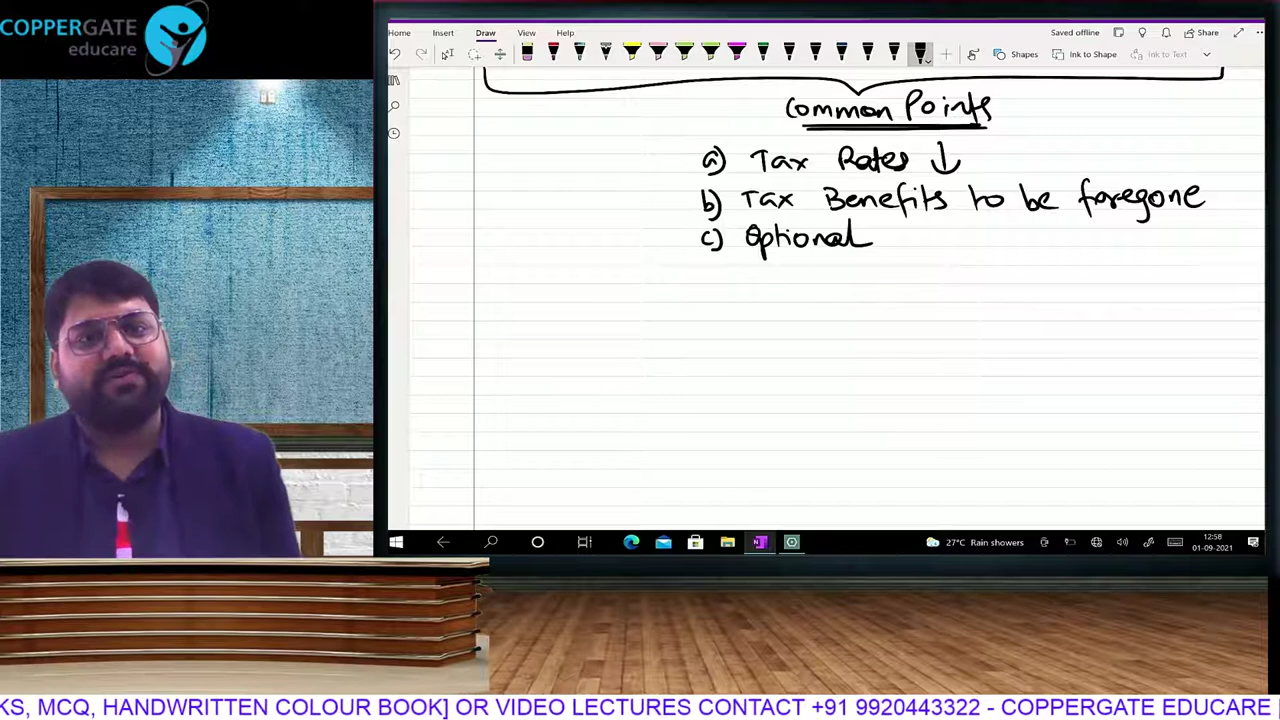 COPPERGATE
educare
Home Insert Draw View Help
Saved offline
Share
Shapes
Ink to Shape
Ink to Text
Common Points
a) Tax Rates ↓
b) Tax Benefits to be foregone
c) Optional
27°C Rain showers
12:58
01-09-2021
KS, MCQ, HANDWRITTEN COLOUR BOOK] OR VIDEO LECTURES CONTACT +91 9920443322 - COPPERGATE EDUCARE